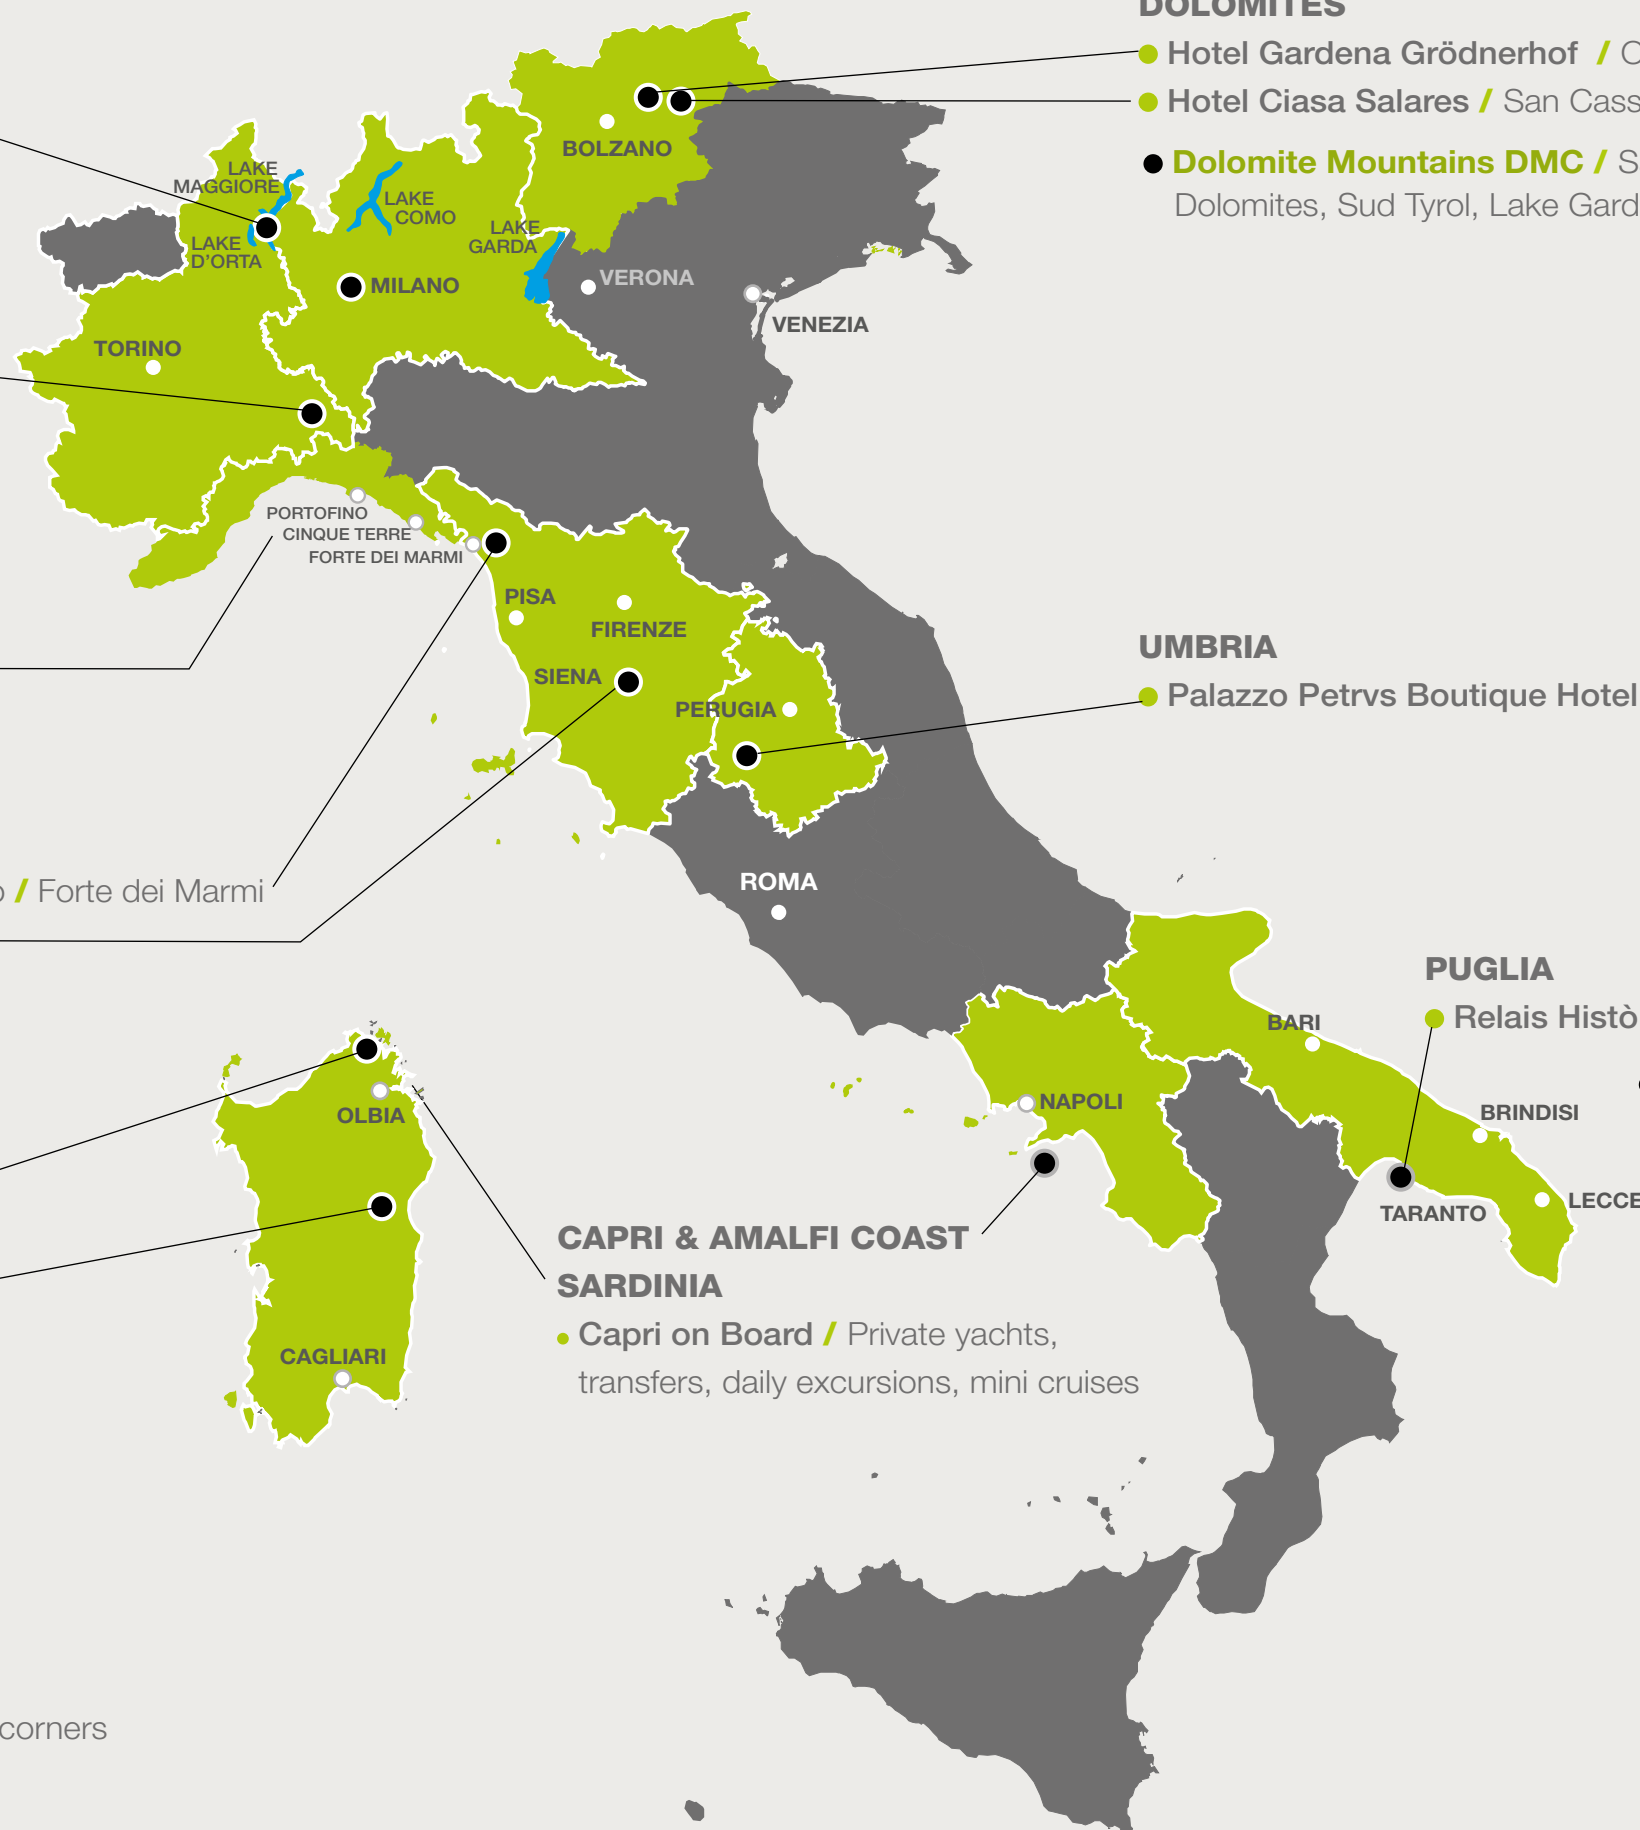 DOLOMITES
Hotel Gardena Grödnerhof /
Hotel Ciasa Salares / San Cass
Dolomite Mountains DMC / S
Dolomites, Sud Tyrol, Lake Gard
BOLZANO
LAKE
MAGGIORE
LAKE
COMO
LAKE
GARDA
LAKE
D'ORTA
MILANO
VERONA
VENEZIA
TORINO
PORTOFINO
CINQUE TERRE
FORTE DEI MARMI
PISA
FIRENZE
SIENA
PERUGIA
UMBRIA
Palazzo Petrvs Boutique Hotel
/ Forte dei Marmi
ROMA
PUGLIA
Relais Histò
BARI
BRINDISI
LECCE
TARANTO
NAPOLI
OLBIA
CAGLIARI
CAPRI & AMALFI COAST
SARDINIA
Capri on Board / Private yachts,
transfers, daily excursions, mini cruises
corners